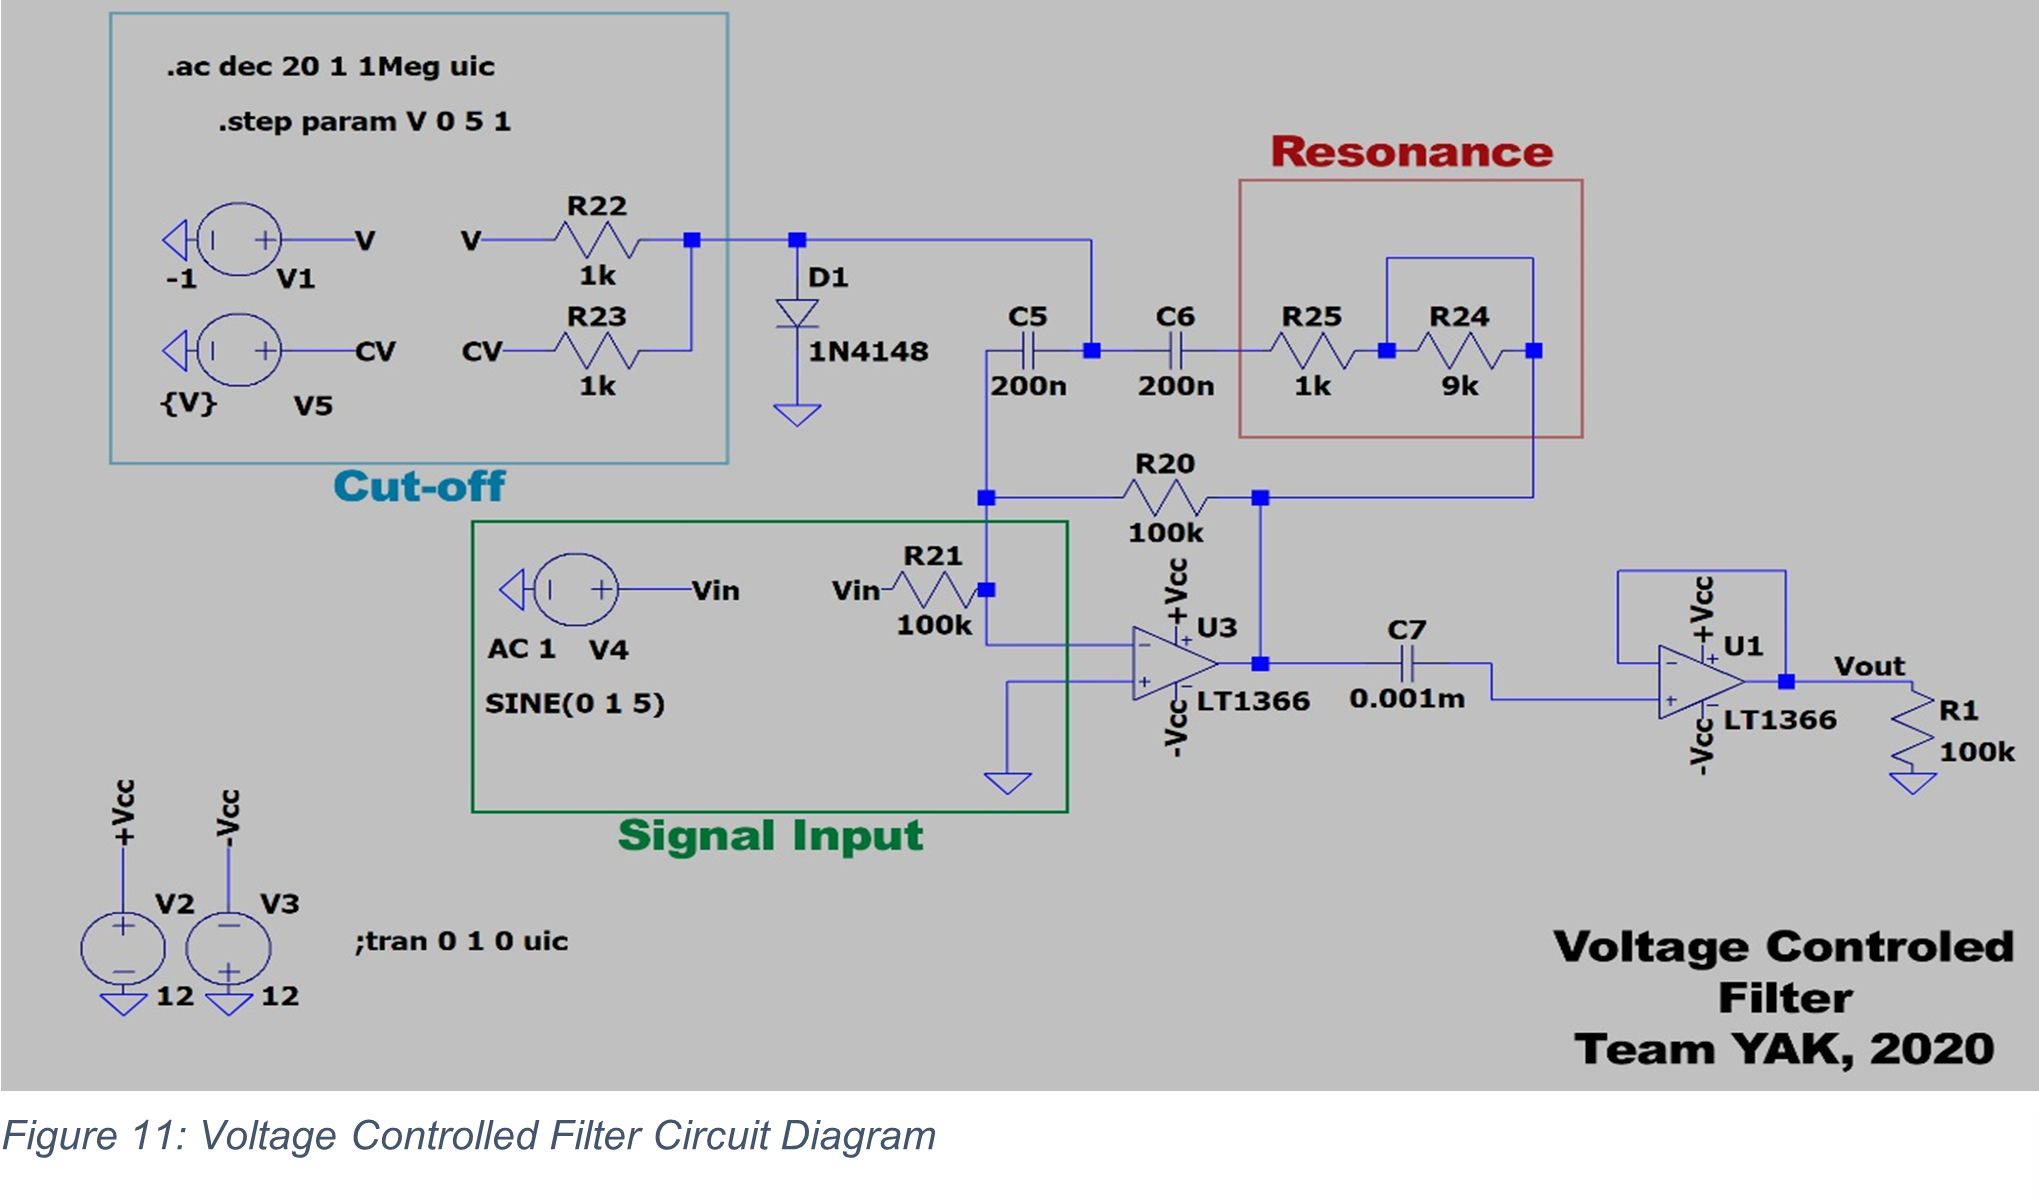 .ac dec 20 1 1Meg uic
.step param V 0 5 1
-1
V1
V
V
R22
1k
{V}
V5
CV
CV
R23
1k
Cut-off
D1
1N4148
C5
200n
C6
200n
Resonance
R25
1k
R24
9k
R20
100k
AC 1
V4
SINE(0 1 5)
Vin
Vin
R21
100k
Signal Input
+Vcc
-Vcc
U3
LT1366
C7
0.001m
+Vcc
-Vcc
U1
LT1366
Vout
R1
100k
+Vcc
V2
12
-Vcc
V3
12
;tran 0 1 0 uic
Voltage Controled
Filter
Team YAK, 2020
Figure 11: Voltage Controlled Filter Circuit Diagram